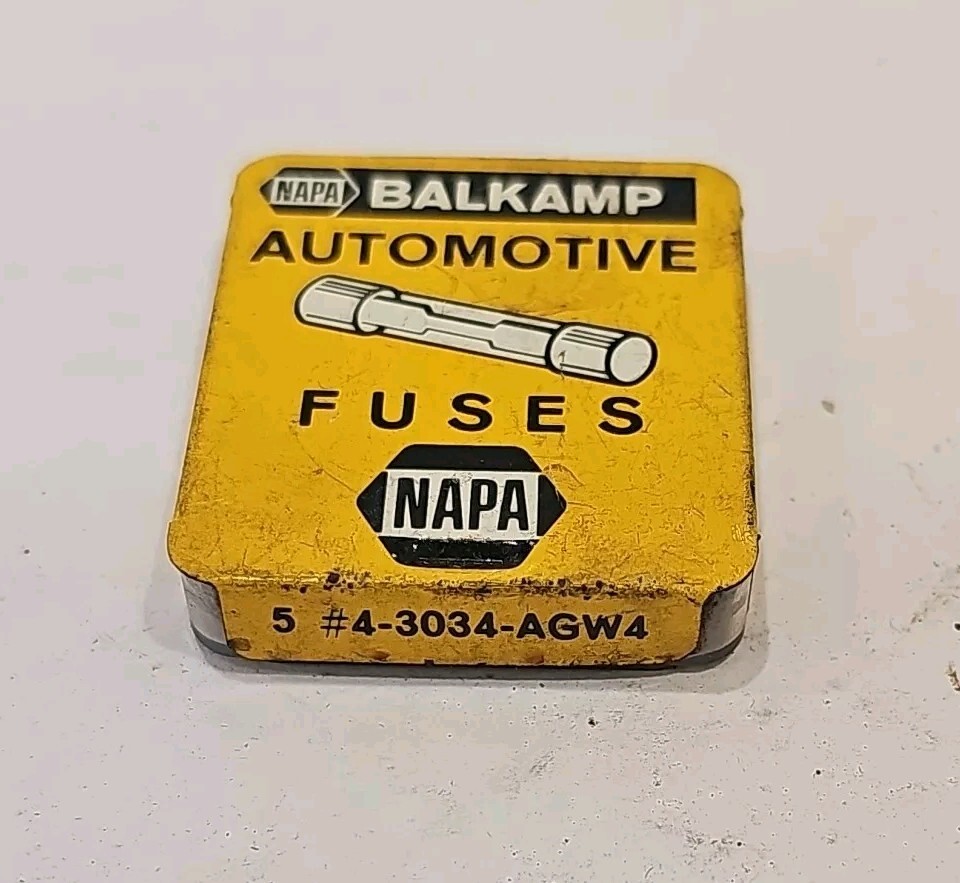 NAPA BALKAMP
AUTOMOTIVE
FUSES
NAPA
5 #4-3034-AGW4